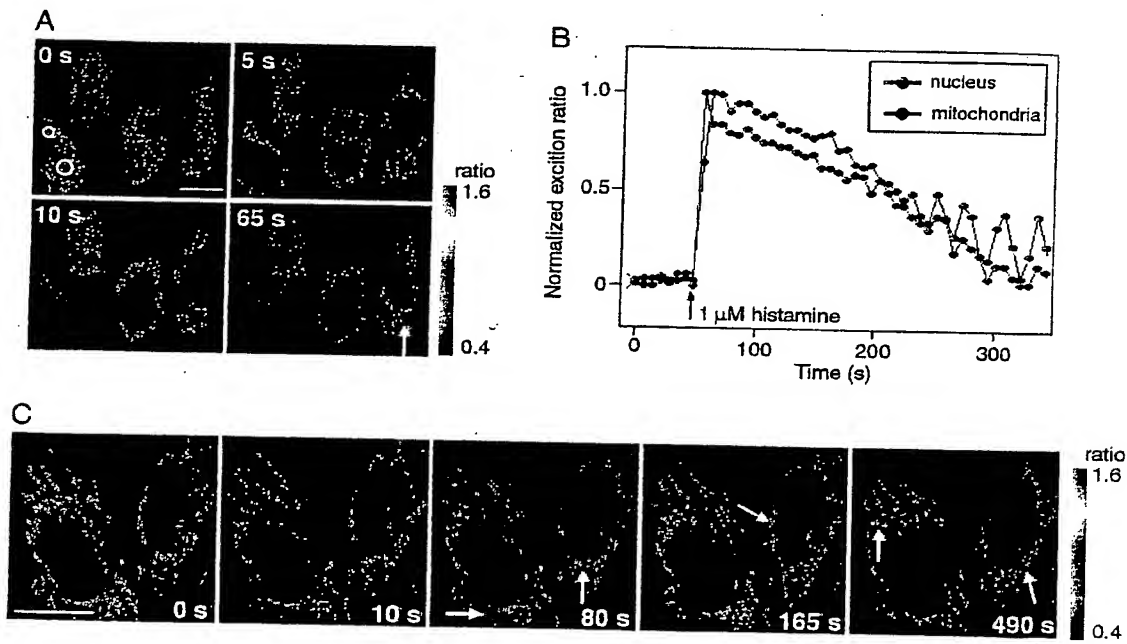 A
0 s
5 s
10 s
65 s
ratio
1.6
0.4
B
Normalized excition ratio
1.0
0.5
0
nucleus
mitochondria
1 µM histamine
0
100
200
300
Time (s)
C
0 s
10 s
80 s
165 s
490 s
ratio
1.6
0.4